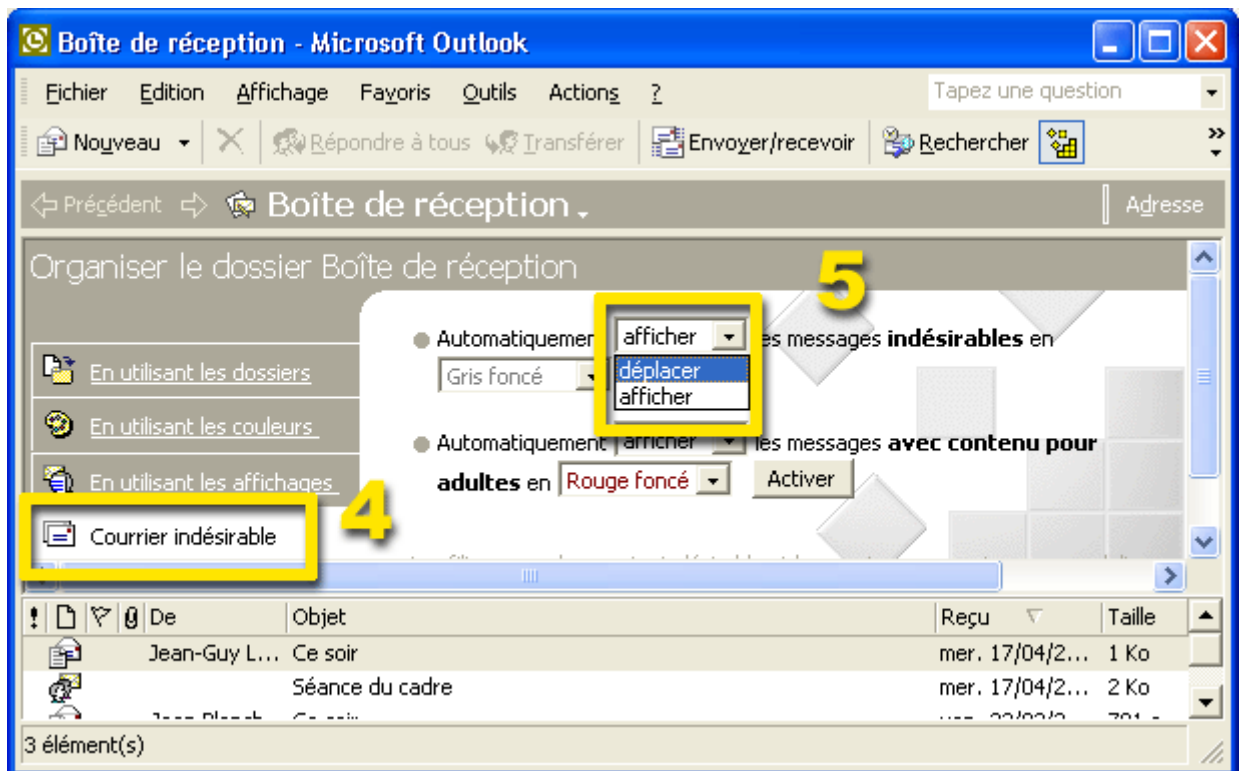 Boîte de réception - Microsoft Outlook
Fichier Edition Affichage Favoris Outils Actions ? Tapez une question
Nouveau Répondre à tous Transférer Envoyer/recevoir Rechercher
Précédent Boîte de réception Adresse
Organiser le dossier Boîte de réception
5
Automatiquement afficher les messages indésirables en
Gris foncé déplacer
afficher
En utilisant les dossiers
En utilisant les couleurs
En utilisant les affichages
Courrier indésirable
4
Automatiquement afficher les messages avec contenu pour
adultes en Rouge foncé Activer
! De Objet Reçu Taille
Jean-Guy L... Ce soir mer. 17/04/2... 1 Ko
Séance du cadre mer. 17/04/2... 2 Ko
3 élément(s)